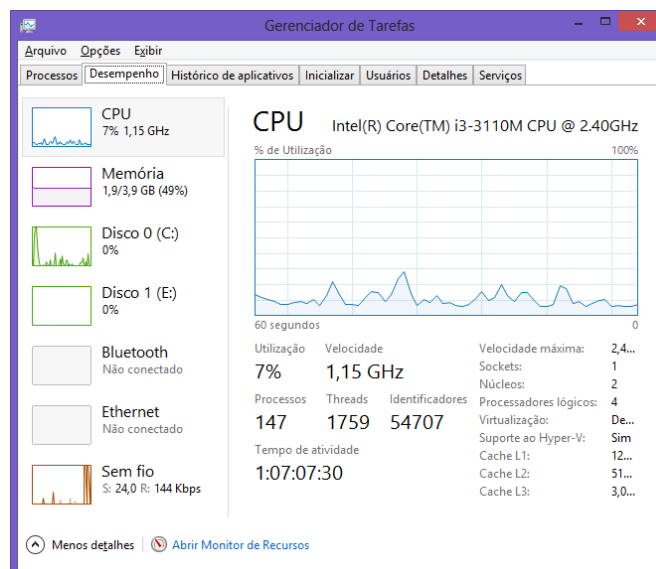 Gerenciador de Tarefas
Arquivo Opções Exibir
Processos Desempenho Histórico de aplicativos Inicializar Usuários Detalhes Serviços
CPU
7% 1,15 GHz
Memória
1,9/3,9 GB (49%)
Disco 0 (C:)
0%
Disco 1 (E:)
0%
Bluetooth
Não conectado
Ethernet
Não conectado
Sem fio
S: 24,0 R: 144 Kbps
CPU Intel(R) Core(TM) i3-3110M CPU @ 2.40GHz
% de Utilização 100%
60 segundos 0
Utilização Velocidade
7% 1,15 GHz
Processos Threads Identificadores
147 1759 54707
Tempo de atividade
1:07:07:30
Velocidade máxima: 2,4...
Sockets: 1
Núcleos: 2
Processadores lógicos: 4
Virtualização: De...
Suporte ao Hyper-V: Sim
Cache L1: 12...
Cache L2: 51...
Cache L3: 3,0...
Menos detalhes Abrir Monitor de Recursos